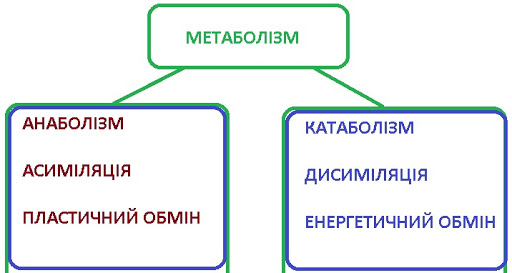 МЕТАБОЛІЗМ
АНАБОЛІЗМ
АСИМІЛЯЦІЯ
ПЛАСТИЧНИЙ ОБМІН
КАТАБОЛІЗМ
ДИСИМІЛЯЦІЯ
ЕНЕРГЕТИЧНИЙ ОБМІН